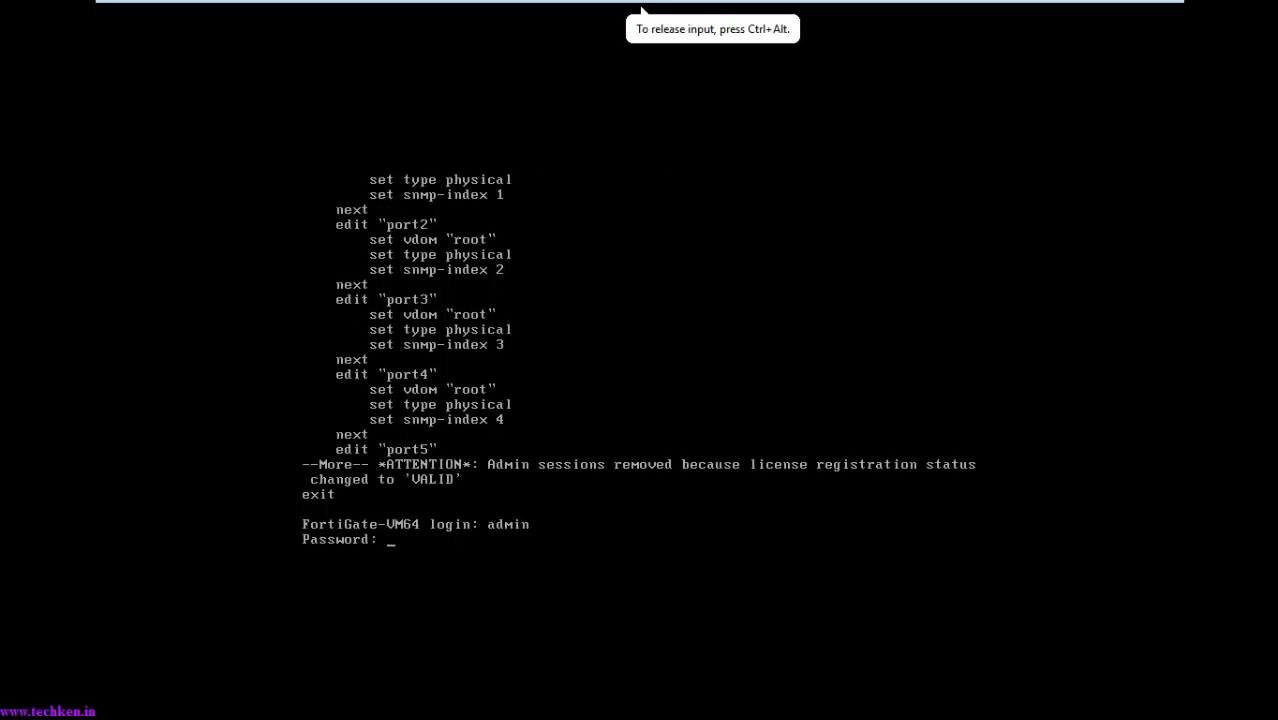 To release input, press Ctrl+Alt.
set type physical
set snmp-index 1
next
edit "port2"
set vdom "root"
set type physical
set snmp-index 2
next
edit "port3"
set vdom "root"
set type physical
set snmp-index 3
next
edit "port4"
set vdom "root"
set type physical
set snmp-index 4
next
edit "port5"
--More-- *ATTENTION*: Admin sessions removed because license registration status
changed to 'VALID'
exit
FortiGate-VM64 login: admin
Password: _
www.techken.in